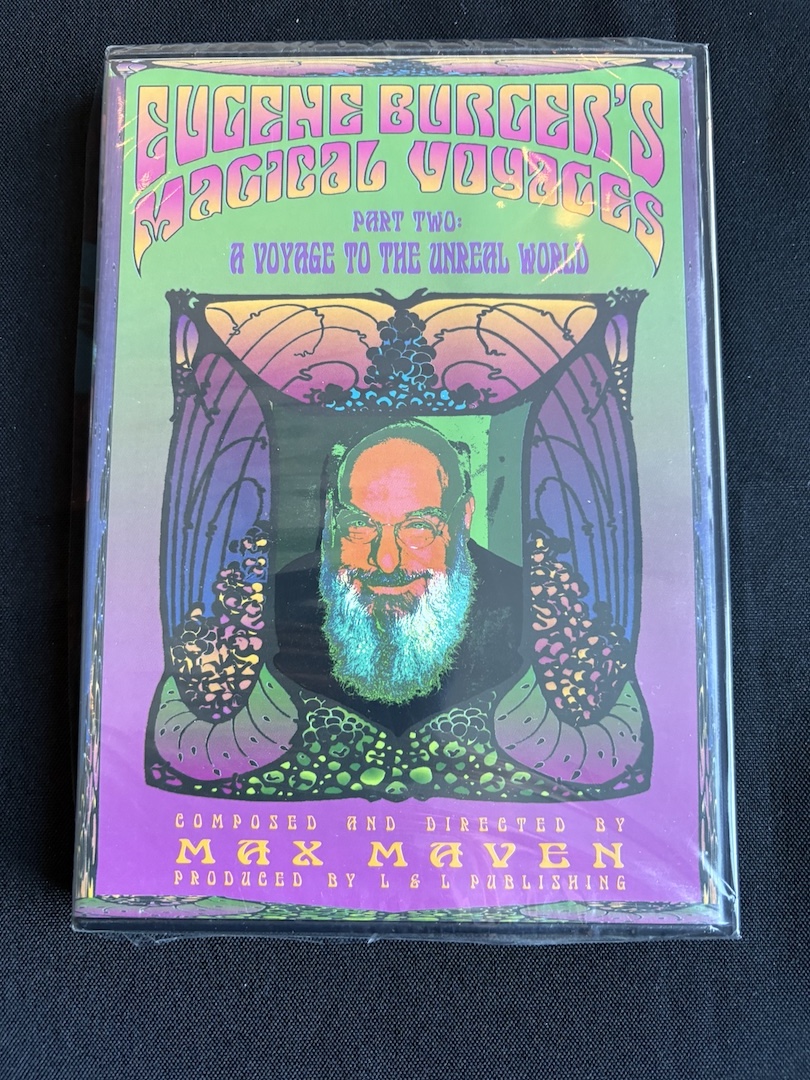 EUGENE BURGER'S
MAGICAL VOYAGES
PART TWO:
A VOYAGE TO THE UNREAL WORLD
COMPOSED AND DIRECTED BY
MAX MAVEN
PRODUCED BY L & L PUBLISHING